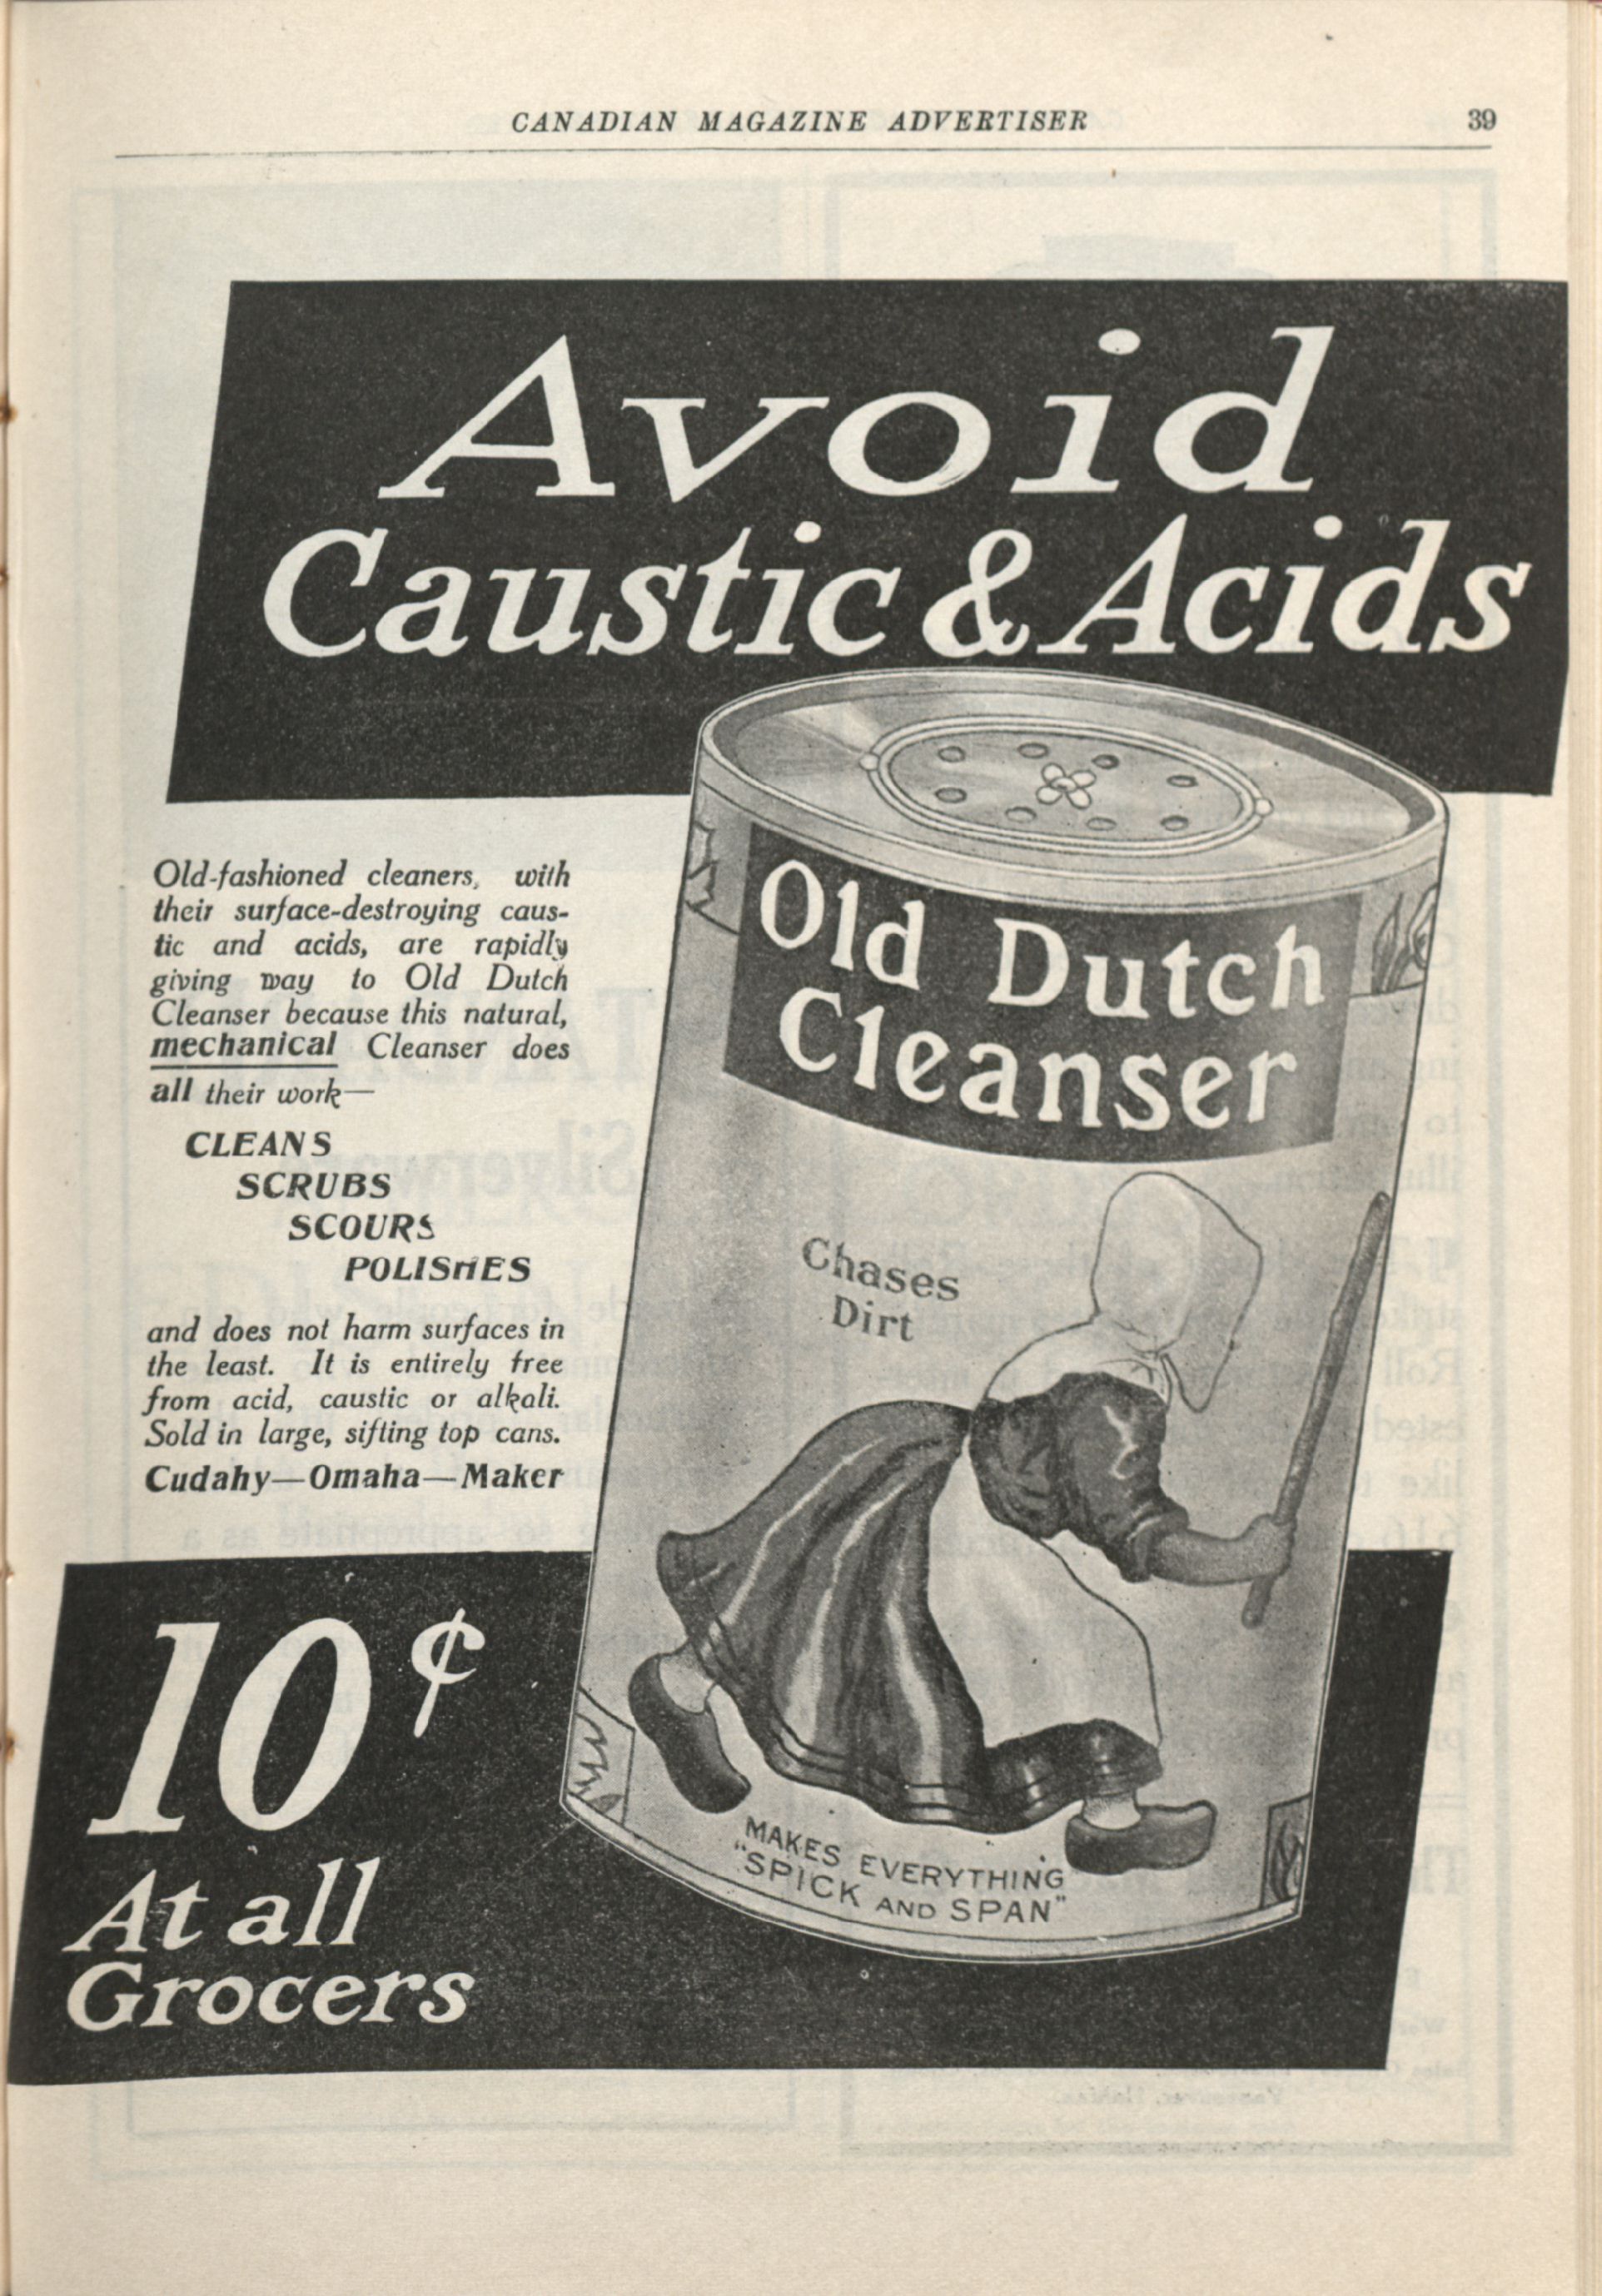 CANADIAN MAGAZINE ADVERTISER 39
Avoid
Caustic & Acids
Old-fashioned cleaners, with
their surface-destroying caus-
tic and acids, are rapidly
giving way to Old Dutch
Cleanser because this natural,
mechanical Cleanser does
all their work—
CLEANS
SCRUBS
SCOURS
POLISHES
and does not harm surfaces in
the least. It is entirely free
from acid, caustic or alkali.
Sold in large, sifting top cans.
Cudahy—Omaha—Maker
Old Dutch
Cleanser
Chases
Dirt
MAKES EVERYTHING
"SPICK AND SPAN"
10¢
At all
Grocers